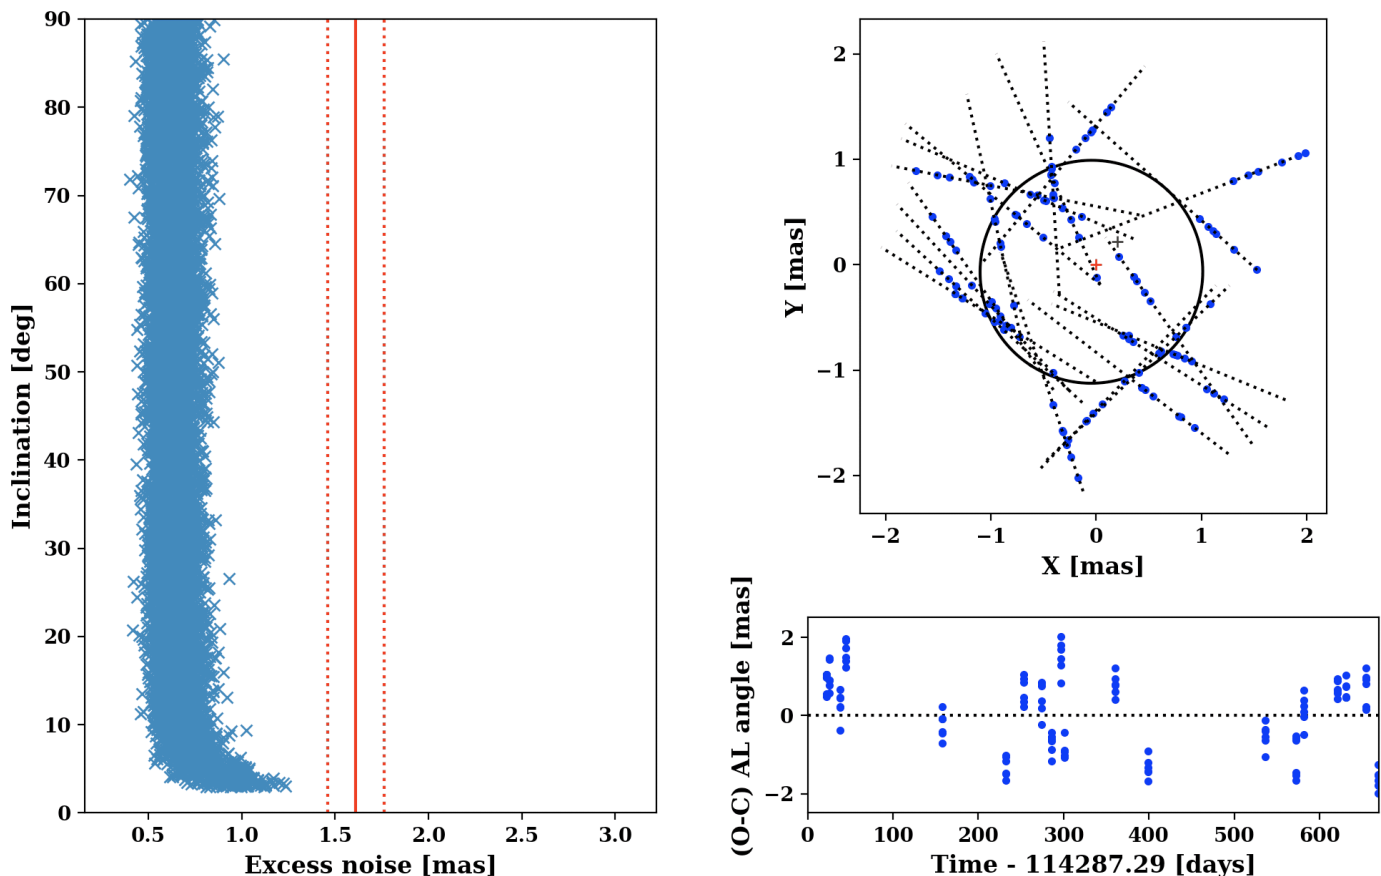 90
80
70
60
50
40
30
20
10
0
Inclination [deg]
0.5 1.0 1.5 2.0 2.5 3.0
Excess noise [mas]
2
1
0
−1
−2
Y [mas]
−2 −1 0 1 2
X [mas]
2
0
−2
(O-C) AL angle [mas]
0 100 200 300 400 500 600
Time - 114287.29 [days]